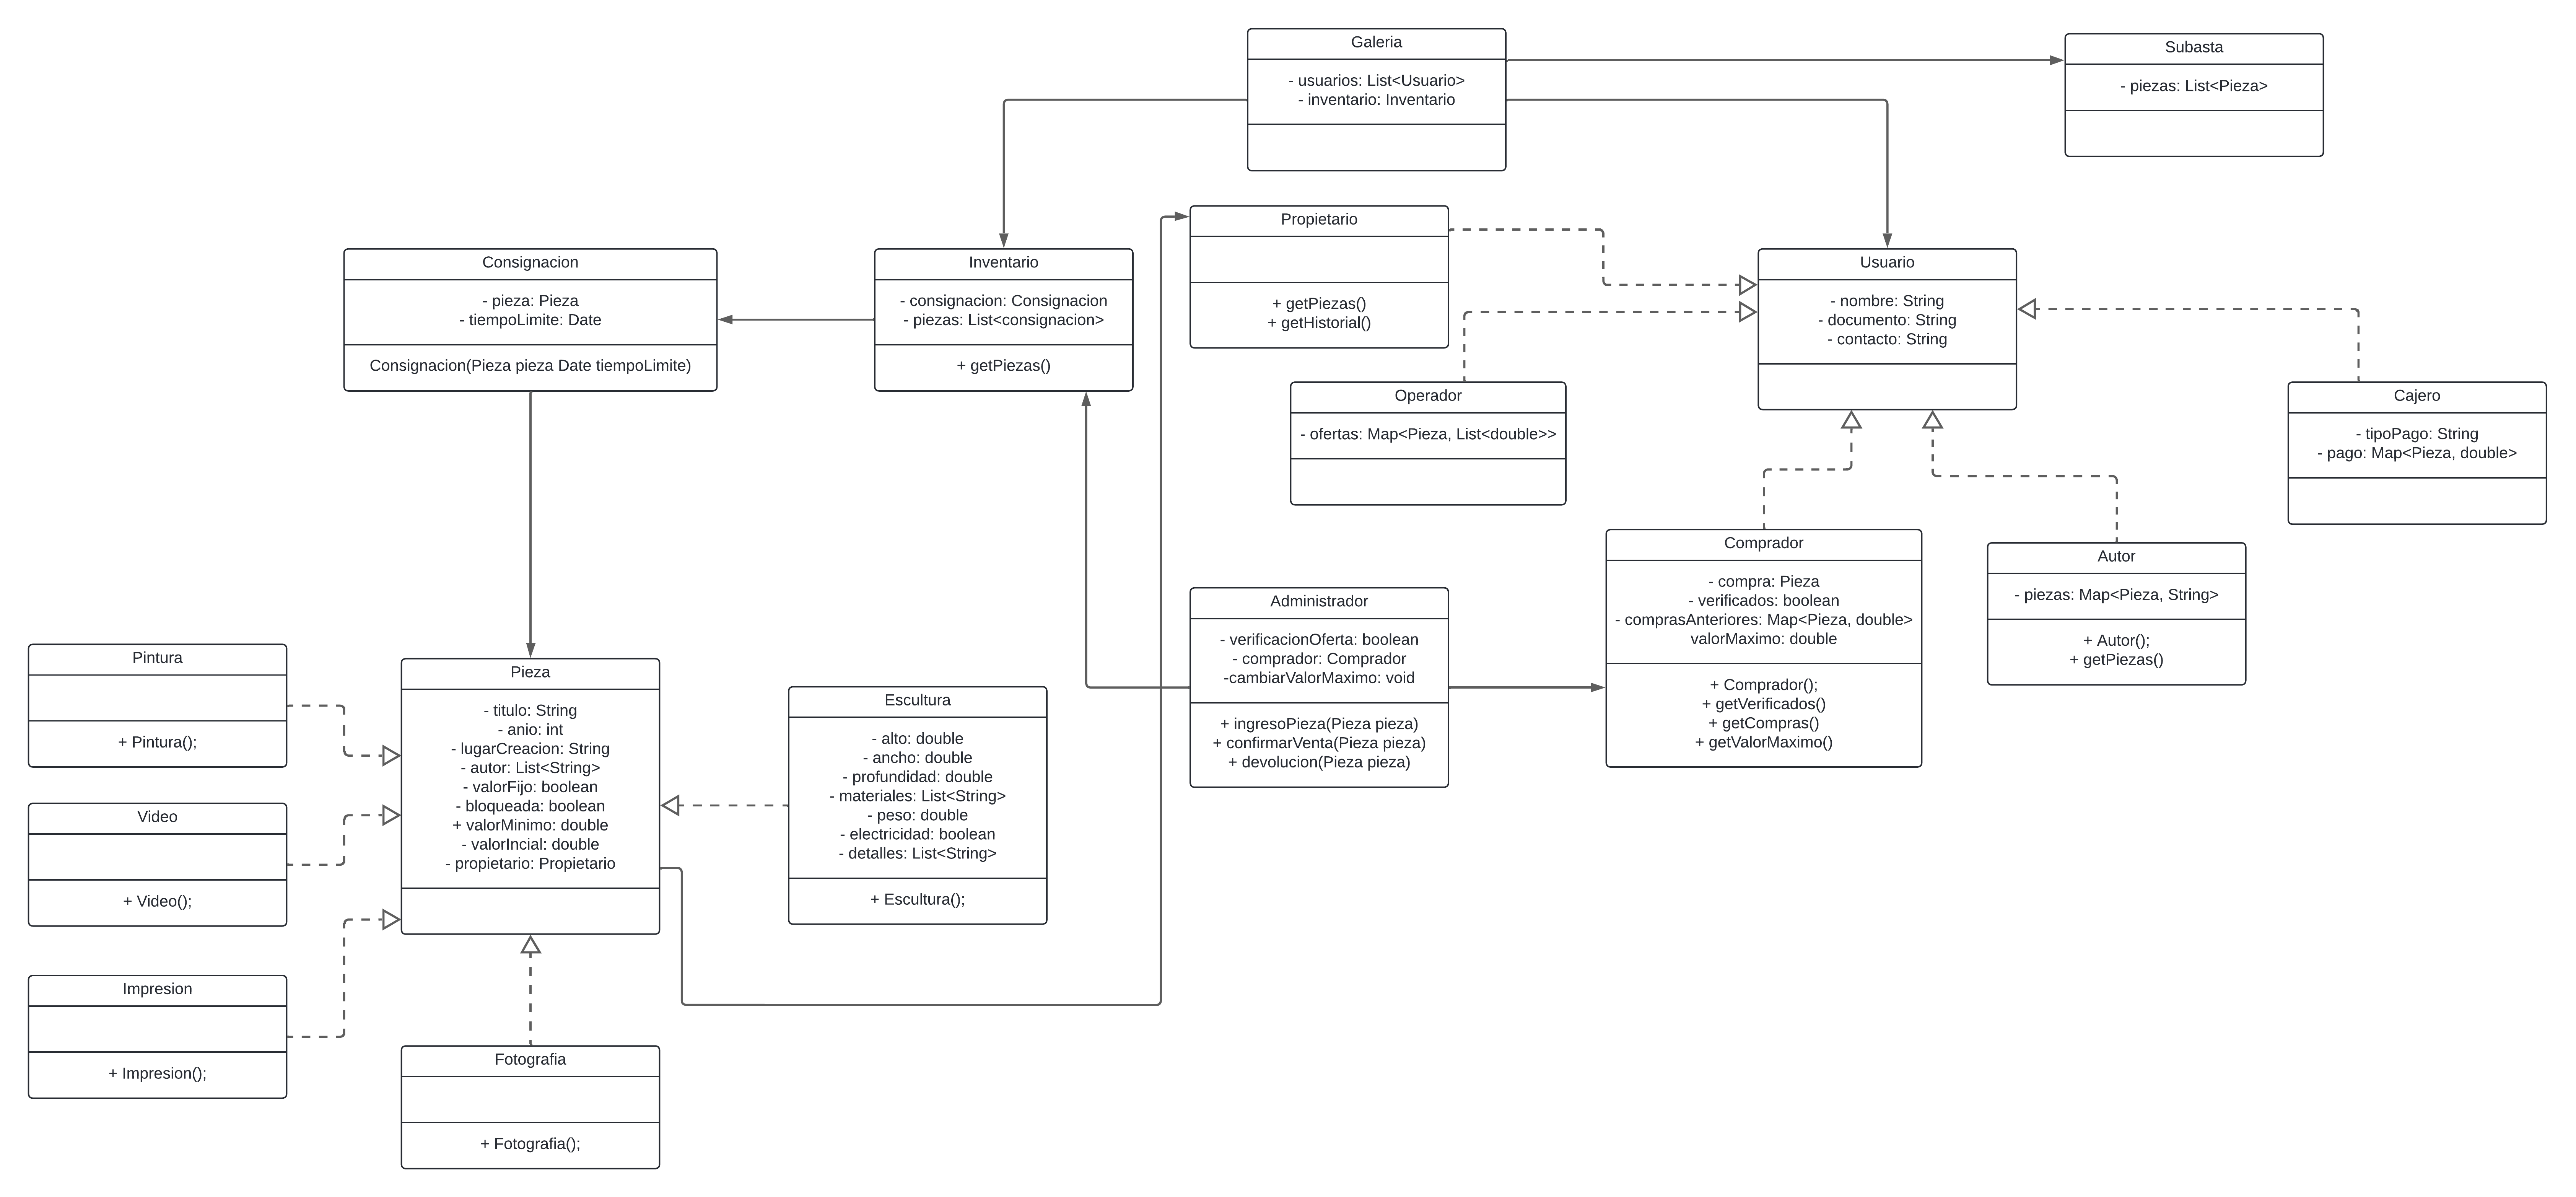 Galeria
- usuarios: List<Usuario>
- inventario: Inventario
Subasta
- piezas: List<Pieza>
Consignacion
- pieza: Pieza
- tiempoLimite: Date
Consignacion(Pieza pieza Date tiempoLimite)
Inventario
- consignacion: Consignacion
- piezas: List<consignacion>
+ getPiezas()
Propietario
+ getPiezas()
+ getHistorial()
Usuario
- nombre: String
- documento: String
- contacto: String
Operador
- ofertas: Map<Pieza, List<double>>
Cajero
- tipoPago: String
- pago: Map<Pieza, double>
Comprador
- compra: Pieza
- verificados: boolean
- comprasAnteriores: Map<Pieza, double>
valorMaximo: double
+ Comprador();
+ getVerificados()
+ getCompras()
+ getValorMaximo()
Autor
- piezas: Map<Pieza, String>
+ Autor();
+ getPiezas()
Administrador
- verificacionOferta: boolean
- comprador: Comprador
-cambiarValorMaximo: void
+ ingresoPieza(Pieza pieza)
+ confirmarVenta(Pieza pieza)
+ devolucion(Pieza pieza)
Pintura
+ Pintura();
Pieza
- titulo: String
- anio: int
- lugarCreacion: String
- autor: List<String>
- valorFijo: boolean
- bloqueada: boolean
+ valorMinimo: double
- valorIncial: double
- propietario: Propietario
Escultura
- alto: double
- ancho: double
- profundidad: double
- materiales: List<String>
- peso: double
- electricidad: boolean
- detalles: List<String>
+ Escultura();
Video
+ Video();
Impresion
+ Impresion();
Fotografia
+ Fotografia();